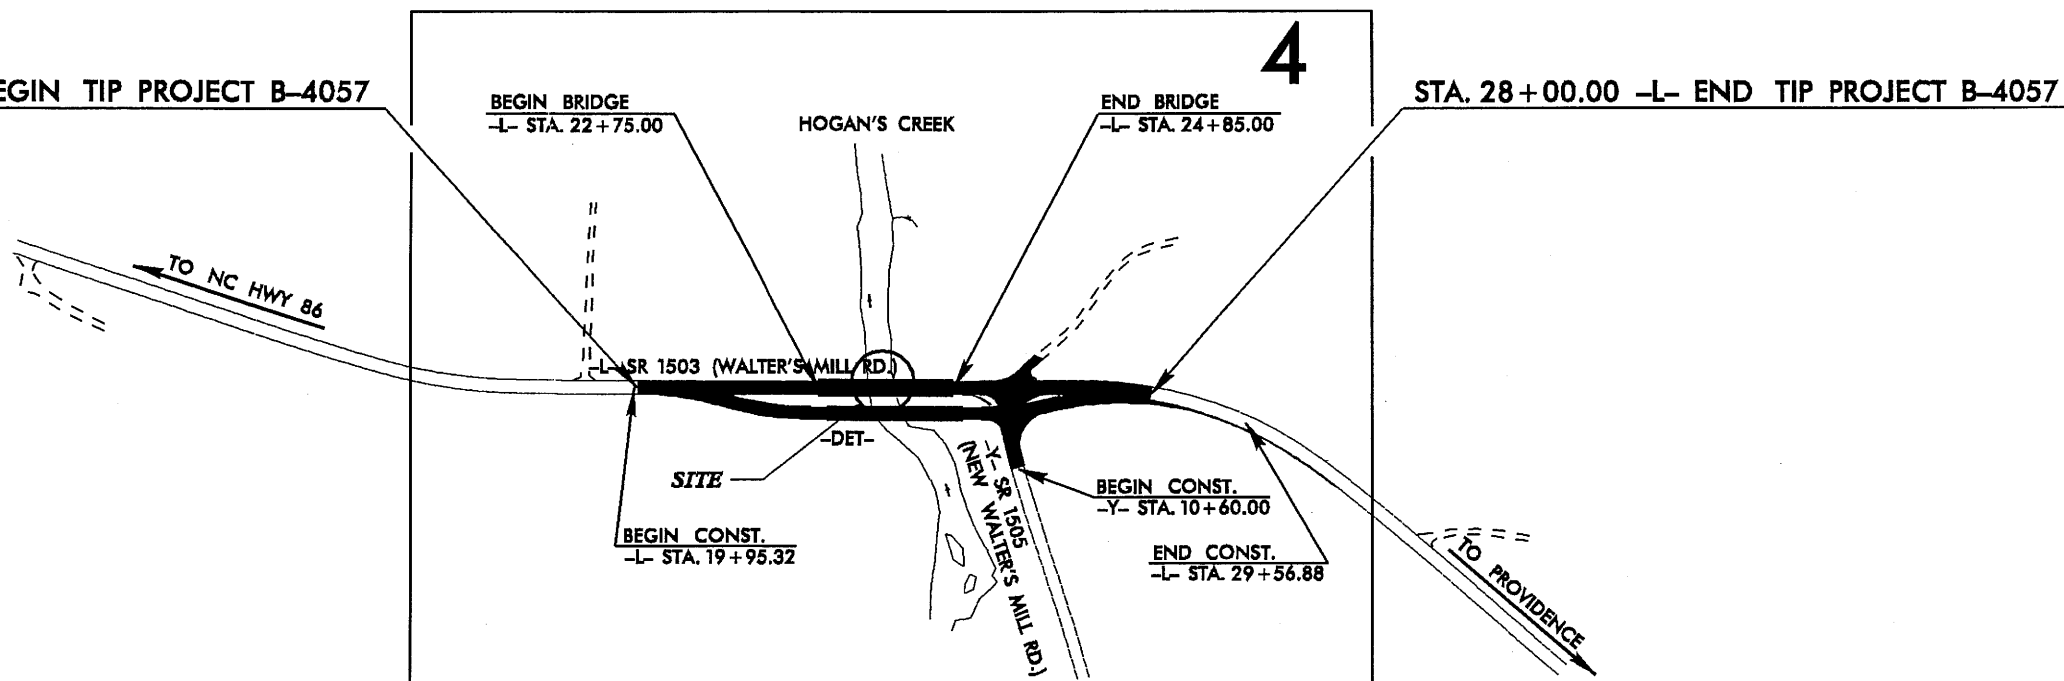 4
EGIN TIP PROJECT B-4057
STA. 28+00.00 -L- END TIP PROJECT B-4057
BEGIN BRIDGE
-L- STA. 22+75.00
HOGAN'S CREEK
END BRIDGE
-L- STA. 24+85.00
TO NC HWY 86
-L- SR 1503 (WALTER'S MILL RD.)
-DET-
SITE
-Y- SR 1505
(NEW WALTER'S MILL RD.)
BEGIN CONST.
-Y- STA. 10+60.00
BEGIN CONST.
-L- STA. 19+95.32
END CONST.
-L- STA. 29+56.88
TO PROVIDENCE